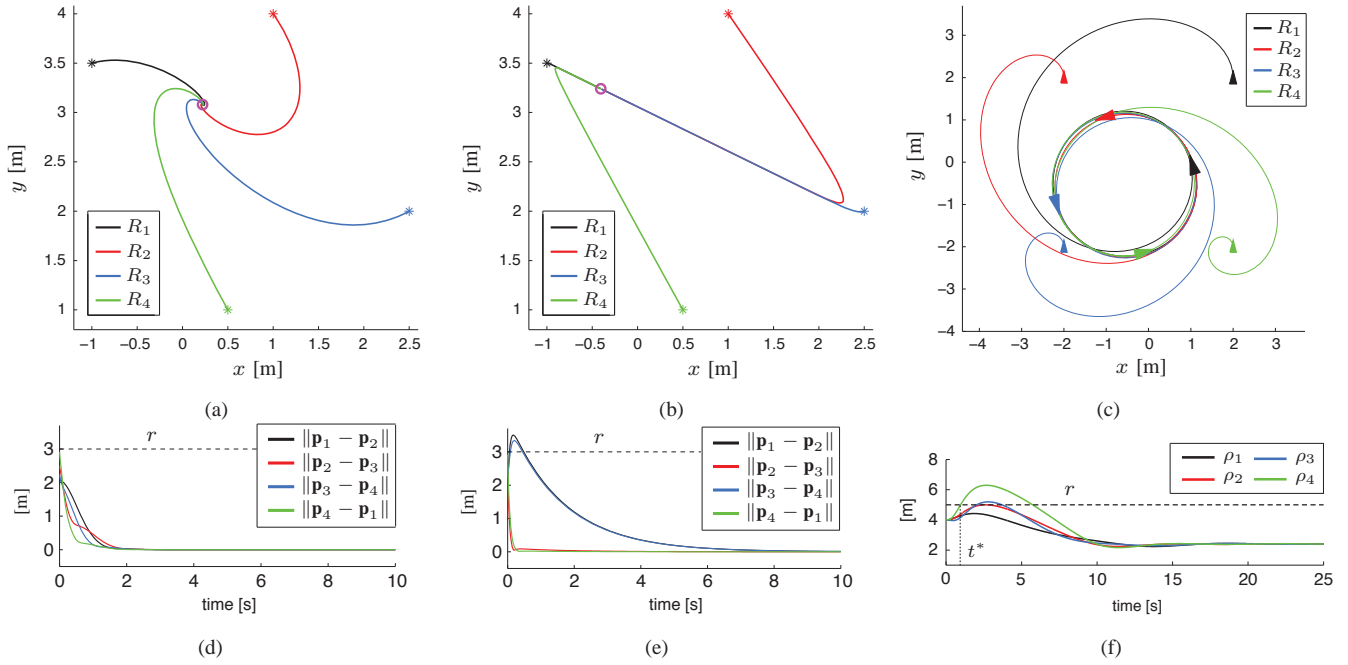 4
3.5
3
2.5
2
1.5
1
y [m]
−1 −0.5 0 0.5 1 1.5 2 2.5
x [m]
R₁
R₂
R₃
R₄
(a)
4
3.5
3
2.5
2
1.5
1
y [m]
−1 −0.5 0 0.5 1 1.5 2 2.5
x [m]
R₁
R₂
R₃
R₄
(b)
3
2
1
0
−1
−2
−3
−4
y [m]
−4 −3 −2 −1 0 1 2 3
x [m]
R₁
R₂
R₃
R₄
(c)
3
2
1
0
[m]
r
‖p₁ − p₂‖
‖p₂ − p₃‖
‖p₃ − p₄‖
‖p₄ − p₁‖
0 2 4 6 8 10
time [s]
(d)
3
2
1
0
[m]
r
‖p₁ − p₂‖
‖p₂ − p₃‖
‖p₃ − p₄‖
‖p₄ − p₁‖
0 2 4 6 8 10
time [s]
(e)
8
6
4
2
[m]
ρ₁ ρ₃
ρ₂ ρ₄
r
t*
0 5 10 15 20 25
time [s]
(f)